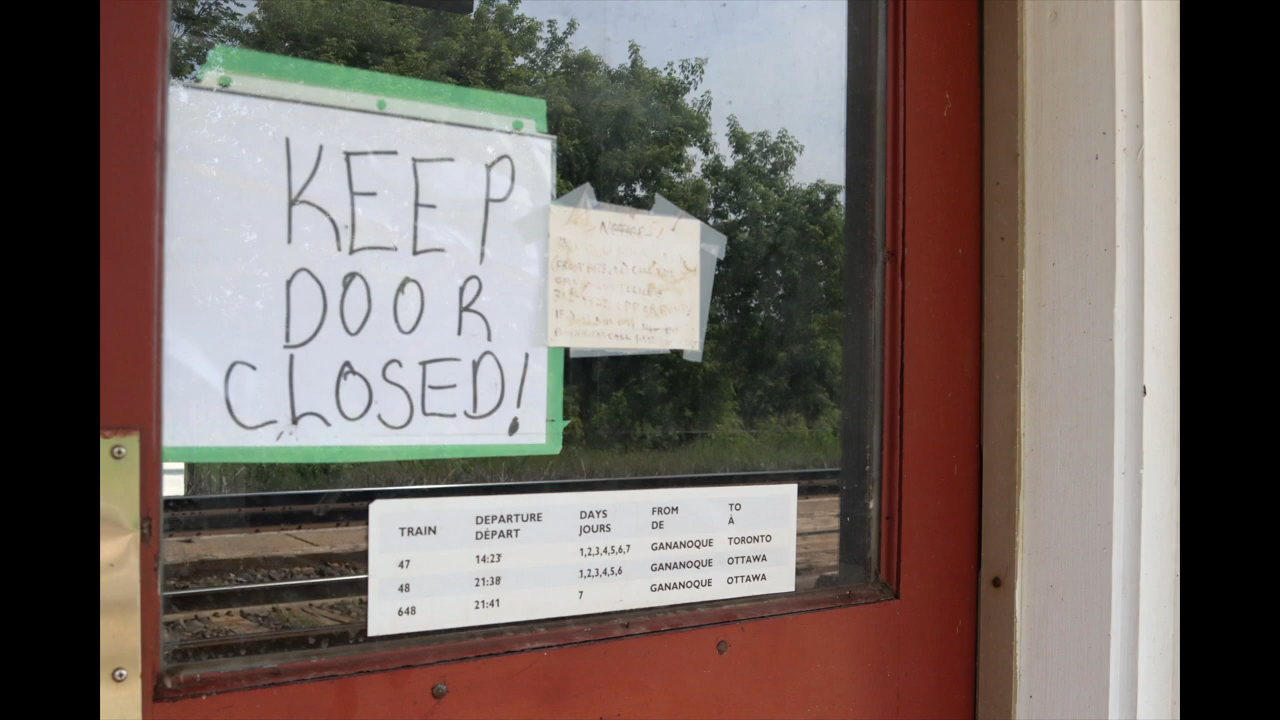 KEEP
DOOR
CLOSED!
NOTICE!
TRAIN DEPARTURE DAYS FROM TO
DÉPART JOURS DE À
47 14:23 1,2,3,4,5,6,7 GANANOQUE TORONTO
48 21:38 1,2,3,4,5,6 GANANOQUE OTTAWA
648 21:41 7 GANANOQUE OTTAWA